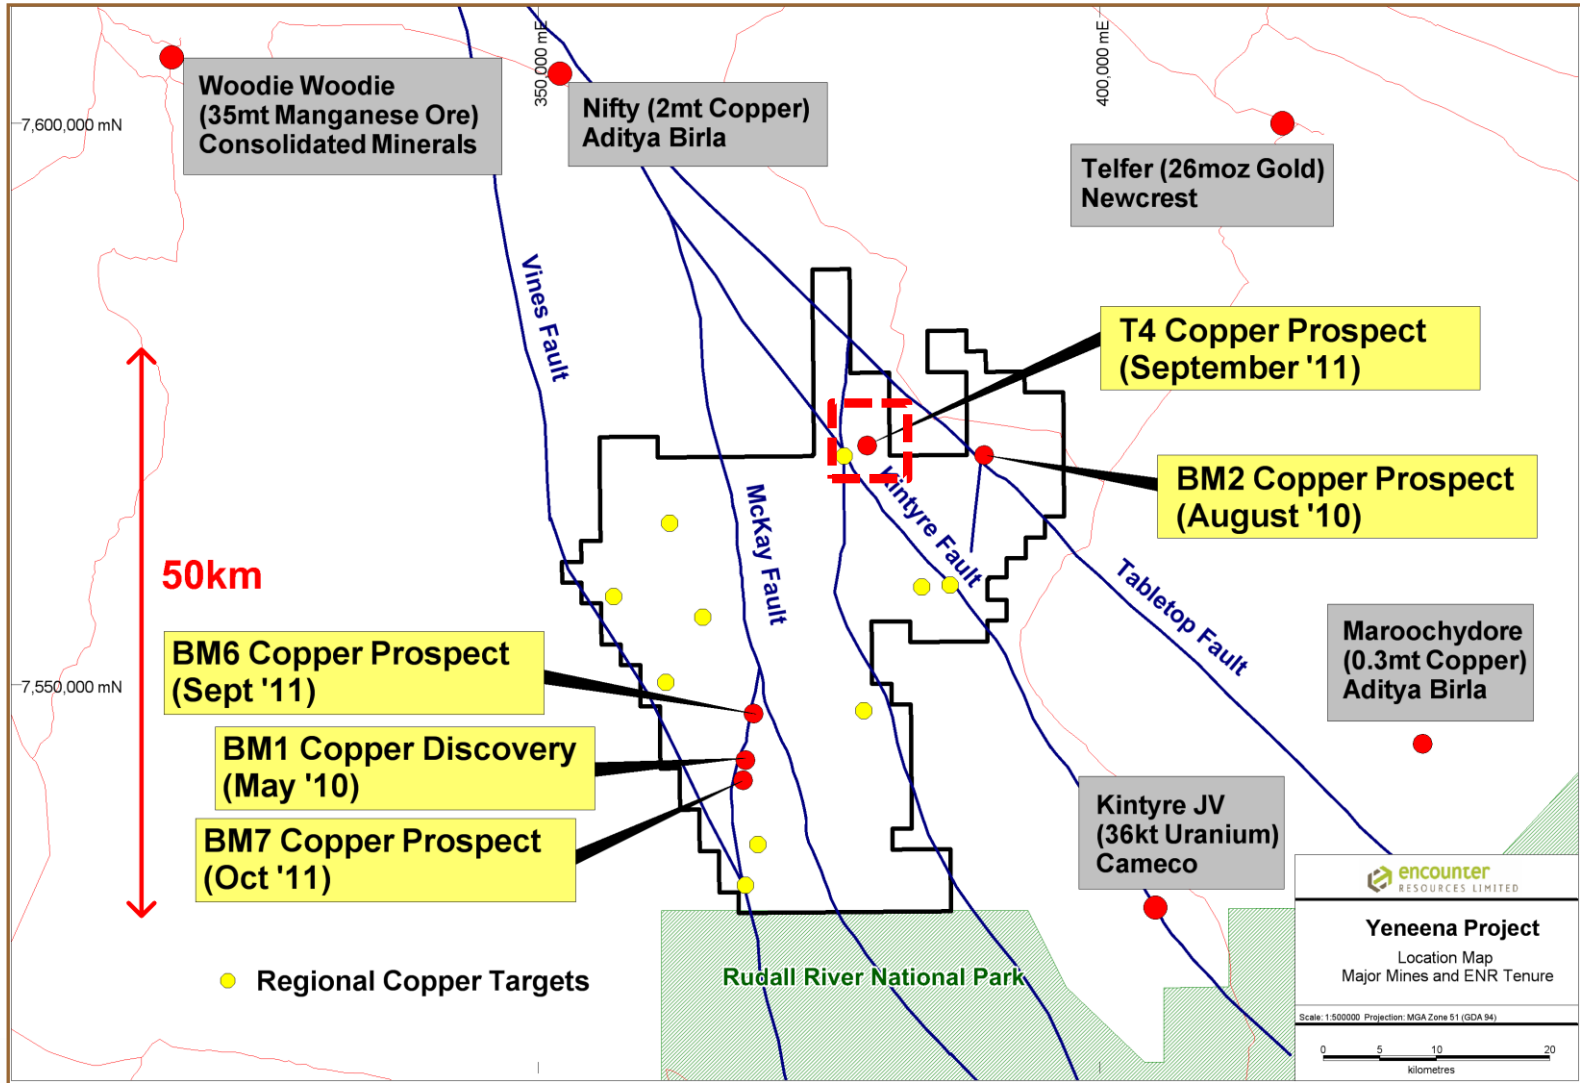 350,000 mE
400,000 mE
7,600,000 mN
7,550,000 mN
Woodie Woodie
(35mt Manganese Ore)
Consolidated Minerals
Nifty (2mt Copper)
Aditya Birla
Telfer (26moz Gold)
Newcrest
Vines Fault
T4 Copper Prospect
(September '11)
BM2 Copper Prospect
(August '10)
McKay Fault
Kintyre Fault
Tabletop Fault
50km
BM6 Copper Prospect
(Sept '11)
BM1 Copper Discovery
(May '10)
BM7 Copper Prospect
(Oct '11)
Maroochydore
(0.3mt Copper)
Aditya Birla
Kintyre JV
(36kt Uranium)
Cameco
Regional Copper Targets
Rudall River National Park
encounter
RESOURCES LIMITED
Yeneena Project
Location Map
Major Mines and ENR Tenure
Scale: 1:500000 Projection: MGA Zone 51 (GDA 94)
0 5 10 20
kilometres